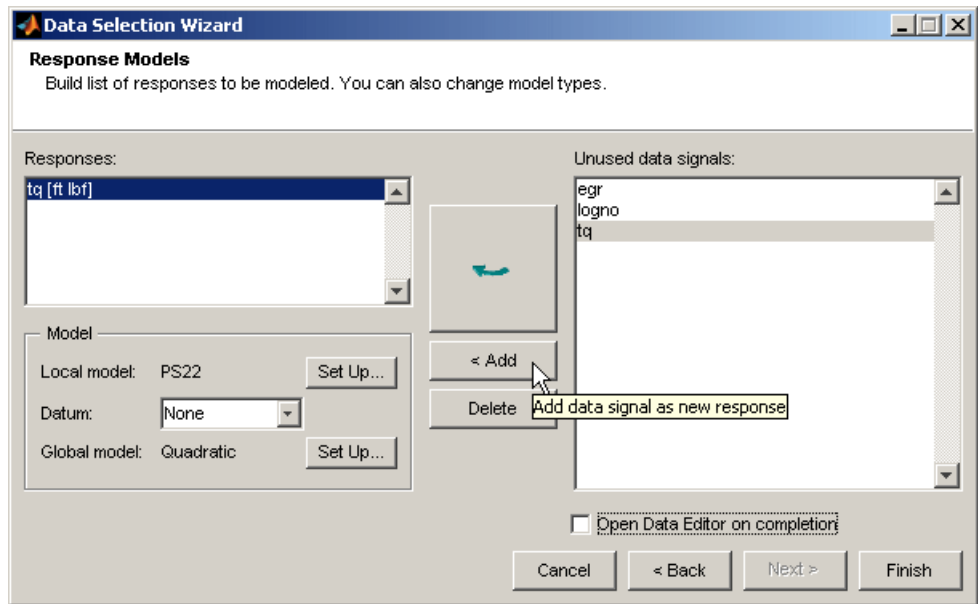 Data Selection Wizard
Response Models
Build list of responses to be modeled. You can also change model types.
Responses:
tq [ft lbf]
Model
Local model: PS22 Set Up...
Datum: None
Global model: Quadratic Set Up...
< Add
Delete
Add data signal as new response
Unused data signals:
egr
logno
tq
Open Data Editor on completion
Cancel < Back Next > Finish